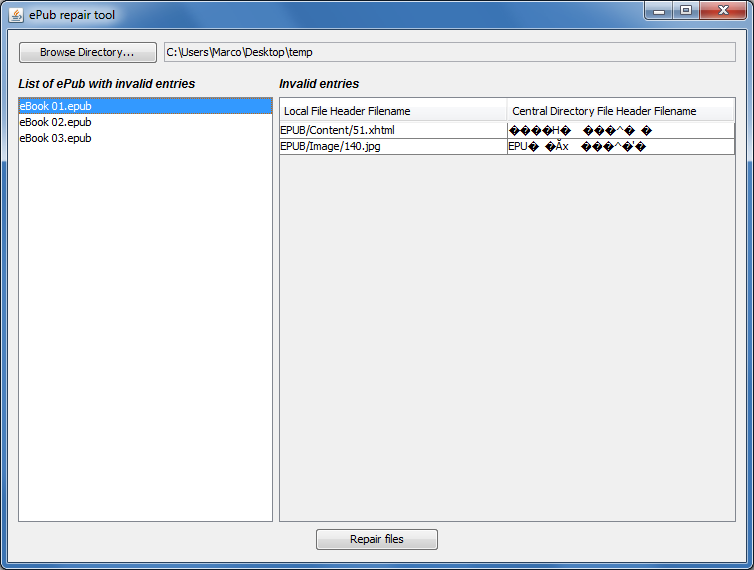 ePub repair tool
Browse Directory...
C:\Users\Marco\Desktop\temp
List of ePub with invalid entries
Invalid entries
eBook 01.epub
eBook 02.epub
eBook 03.epub
Local File Header Filename Central Directory File Header Filename
EPUB/Content/51.xhtml ����H� ���^� �
EPUB/Image/140.jpg EPU� �Ãx ���^�'�
Repair files